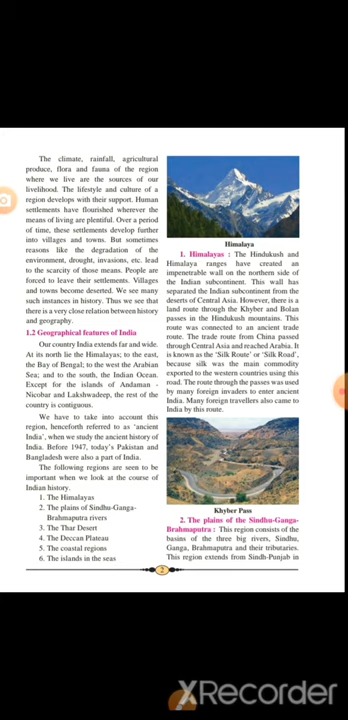 The climate, rainfall, agricultural
produce, flora and fauna of the region
where we live are the sources of our
livelihood. The lifestyle and culture of a
region develops with their support. Human
settlements have flourished wherever the
means of living are plentiful. Over a period
of time, these settlements develop further
into villages and towns. But sometimes
reasons like the degradation of the
environment, drought, invasions, etc. lead
to the scarcity of those means. People are
forced to leave their settlements. Villages
and towns become deserted. We see many
such instances in history. Thus we see that
there is a very close relation between history
and geography.
1.2 Geographical features of India
Our country India extends far and wide.
At its north lie the Himalayas; to the east,
the Bay of Bengal; to the west the Arabian
Sea; and to the south, the Indian Ocean.
Except for the islands of Andaman -
Nicobar and Lakshwadeep, the rest of the
country is contiguous.
We have to take into account this
region, henceforth referred to as ‘ancient
India’, when we study the ancient history of
India. Before 1947, today’s Pakistan and
Bangladesh were also a part of India.
The following regions are seen to be
important when we look at the course of
Indian history.
1. The Himalayas
2. The plains of Sindhu-Ganga-
Brahmaputra rivers
3. The Thar Desert
4. The Deccan Plateau
5. The coastal regions
6. The islands in the seas
Himalaya
1. Himalayas : The Hindukush and
Himalaya ranges have created an
impenetrable wall on the northern side of
the Indian subcontinent. This wall has
separated the Indian subcontinent from the
deserts of Central Asia. However, there is a
land route through the Khyber and Bolan
passes in the Hindukush mountains. This
route was connected to an ancient trade
route. The trade route from China passed
through Central Asia and reached Arabia. It
is known as the ‘Silk Route’ or ‘Silk Road’,
because silk was the main commodity
exported to the western countries using this
road. The route through the passes was used
by many foreign invaders to enter ancient
India. Many foreign travellers also came to
India by this route.
Khyber Pass
2. The plains of the Sindhu-Ganga-
Brahmaputra : This region consists of the
basins of the three big rivers, Sindhu,
Ganga, Brahmaputra and their tributaries.
This region extends from Sindh-Punjab in
2
XRecorder